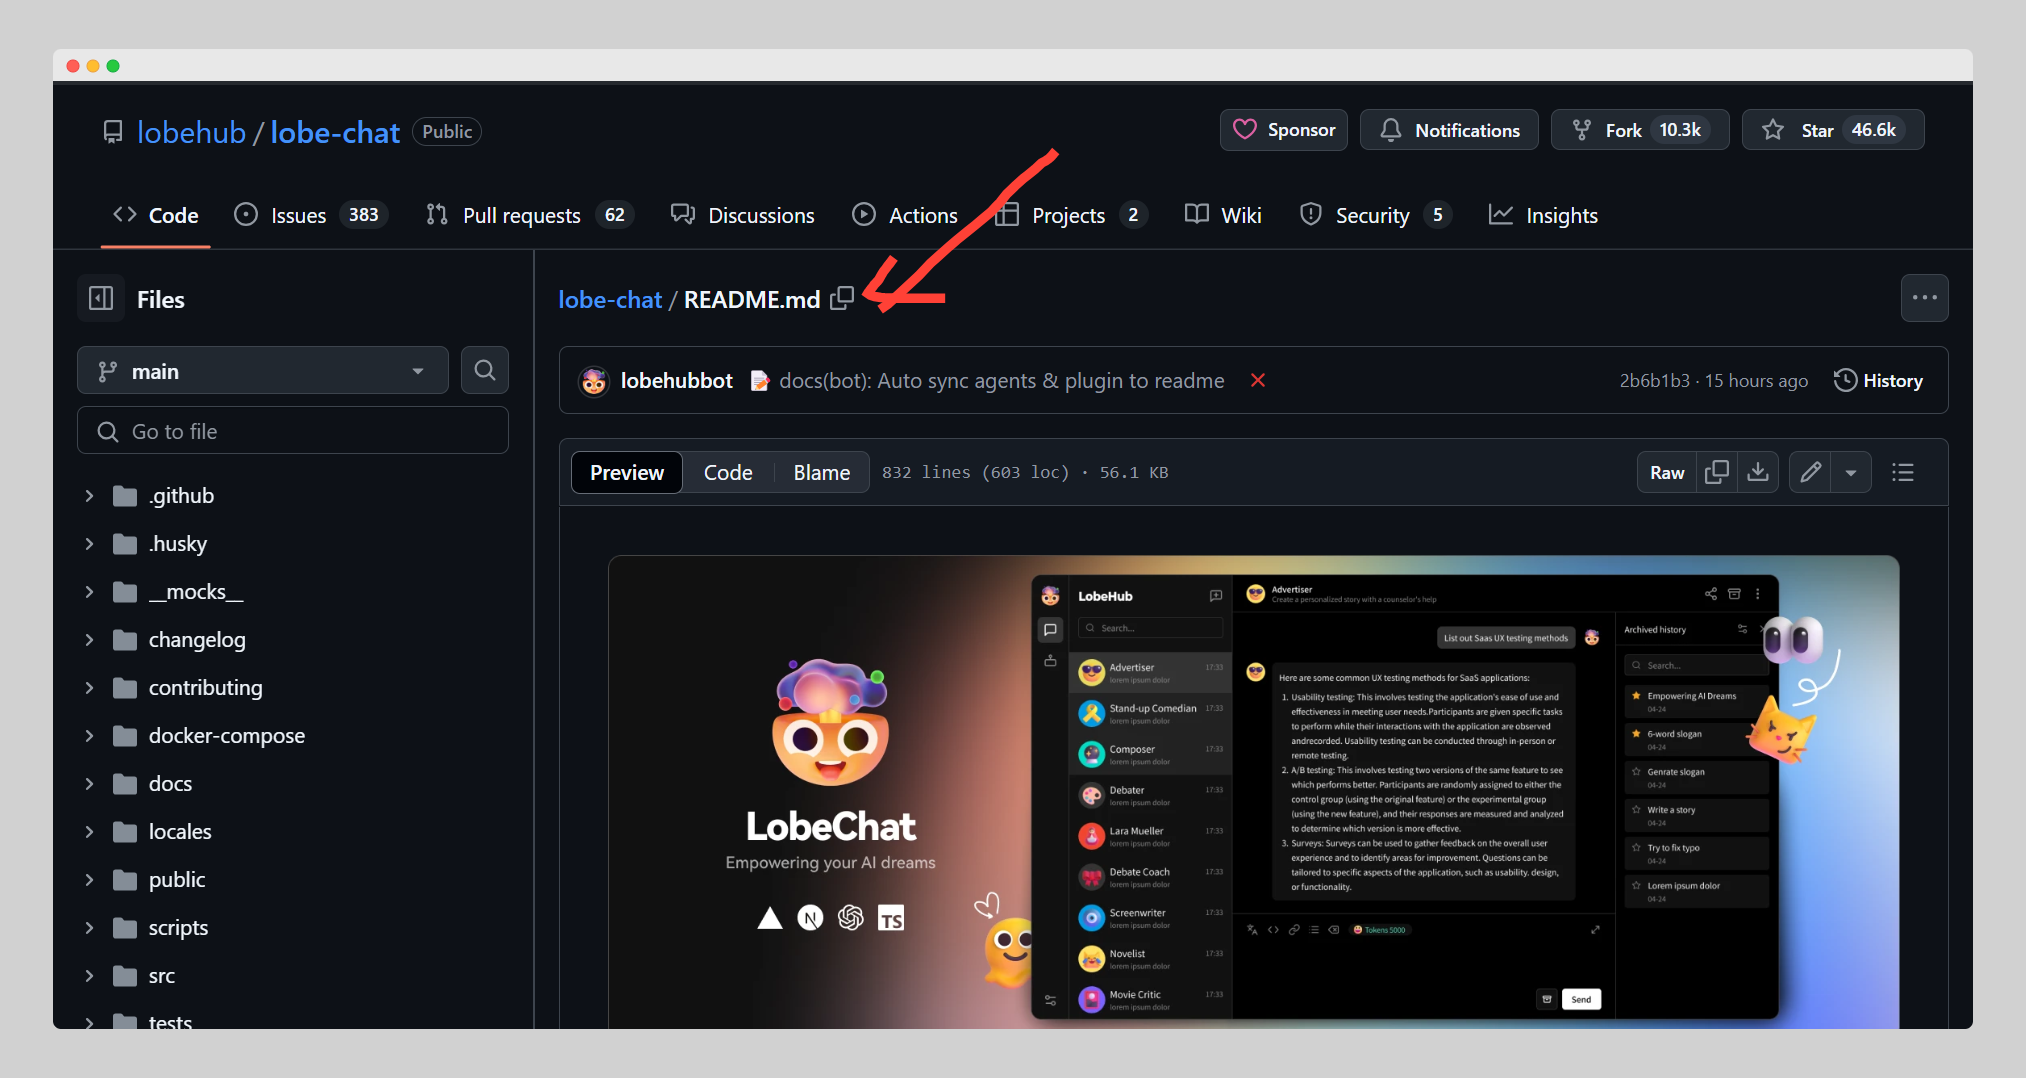 lobehub / lobe-chat Public
Sponsor Notifications Fork 10.3k Star 46.6k
Code Issues 383 Pull requests 62 Discussions Actions Projects 2 Wiki Security 5 Insights
Files
lobe-chat / README.md
main
lobehubbot docs(bot): Auto sync agents & plugin to readme
2b6b1b3 · 15 hours ago History
Go to file
Preview Code Blame 832 lines (603 loc) · 56.1 KB
Raw
.github
.husky
__mocks__
changelog
contributing
docker-compose
docs
locales
public
scripts
src
tests
LobeChat
Empowering your AI dreams
N
TS
LobeHub
Search...
Advertiser 17:33
lorem ipsum dolor
Stand-up Comedian 17:33
lorem ipsum dolor
Composer 17:33
lorem ipsum dolor
Debater 17:33
lorem ipsum dolor
Lara Mueller 17:33
lorem ipsum dolor
Debate Coach 17:33
lorem ipsum dolor
Screenwriter 17:33
lorem ipsum dolor
Novelist 17:33
lorem ipsum dolor
Movie Critic 17:33
lorem ipsum dolor
Advertiser
Create a personalized story with a counselor's help
List out Saas UX testing methods
Here are some common UX testing methods for SaaS applications:
1. Usability testing: This involves testing the application's ease of use and
effectiveness in meeting user needs.Participants are given specific tasks
to perform while their interactions with the application are observed
andrecorded. Usability testing can be conducted through in-person or
remote testing.
2. A/B testing: This involves testing two versions of the same feature to see
which performs better. Participants are randomly assigned to either the
control group (using the original feature) or the experimental group
(using the new feature), and their responses are measured and analyzed
to determine which version is more effective.
3. Surveys: Surveys can be used to gather feedback on the overall user
experience and to identify areas for improvement. Questions can be
tailored to specific aspects of the application, such as usability. design,
or functionality.
Tokens 5000
Send
Archived history
Search...
Empowering AI Dreams
04-24
6-word slogan
04-24
Genrate slogan
04-24
Write a story
04-24
Try to fix typo
04-24
Lorem ipsum dolor
04-24